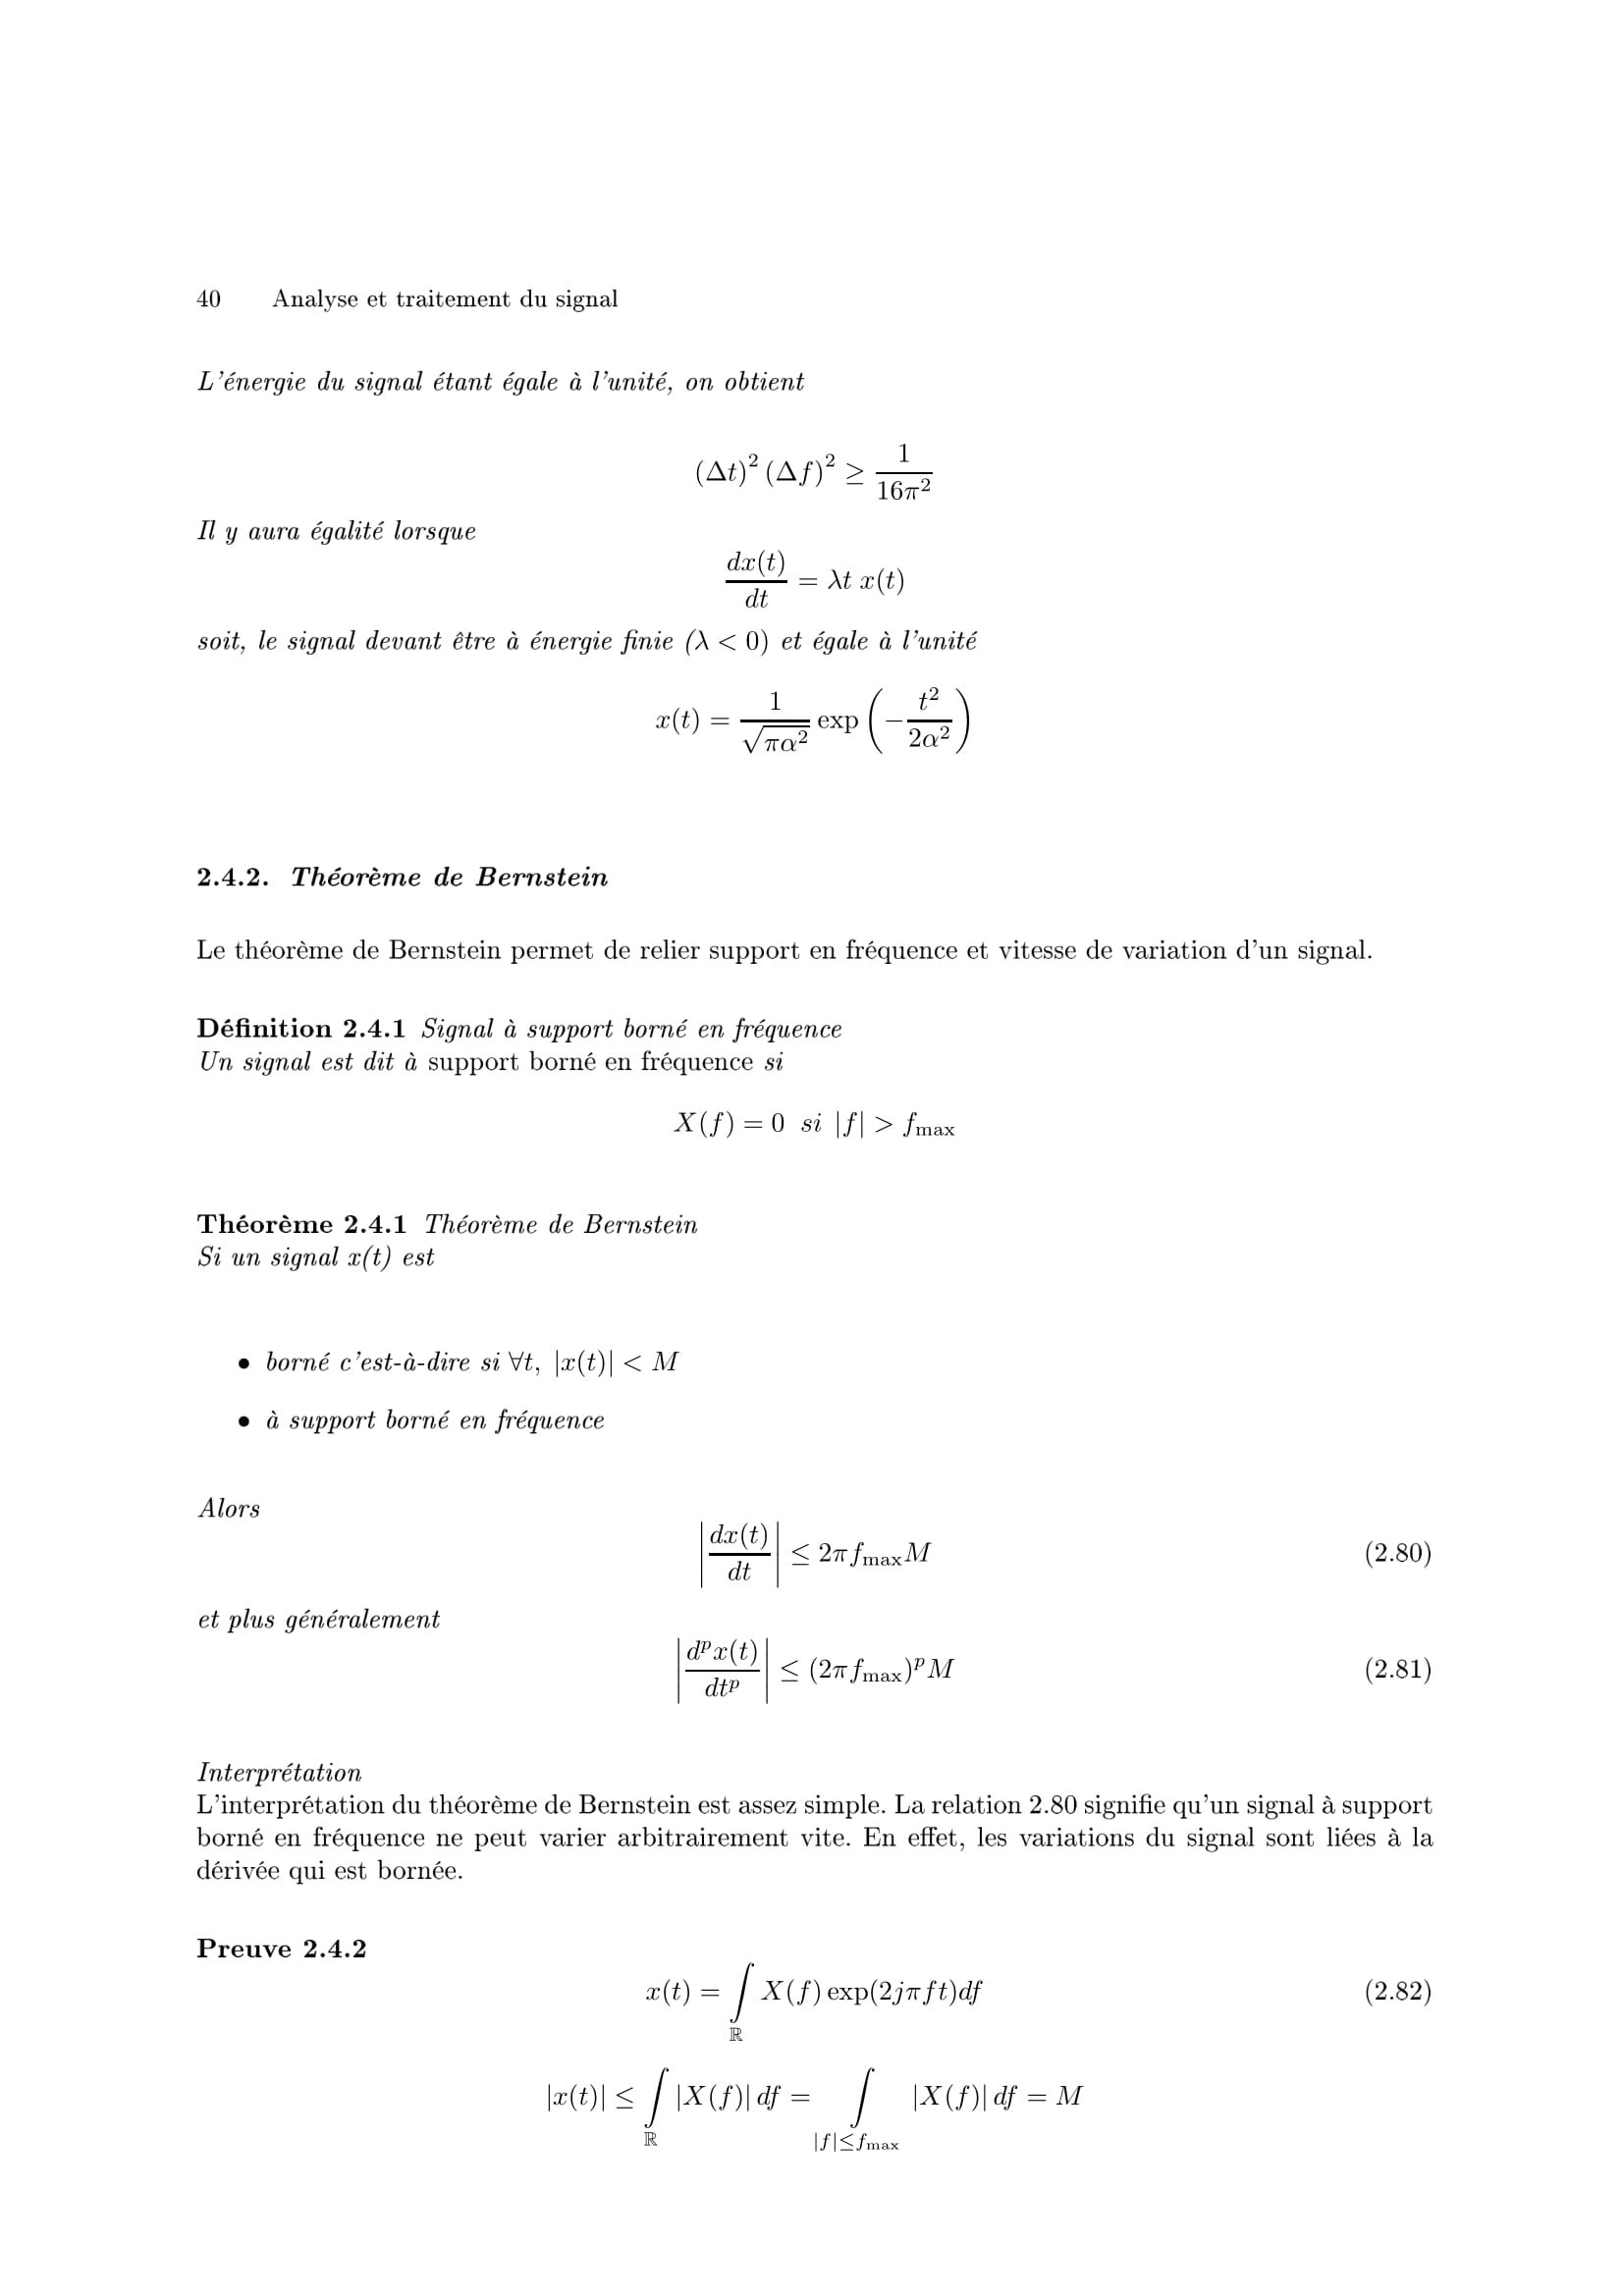 40 Analyse et traitement du signal
L'énergie du signal étant égale à l'unité, on obtient
$(\Delta t)^2 (\Delta f)^2 \geq \frac{1}{16\pi^2}$
Il y aura égalité lorsque
$\frac{dx(t)}{dt} = \lambda t \; x(t)$
soit, le signal devant être à énergie finie ($\lambda < 0$) et égale à l'unité
$x(t) = \frac{1}{\sqrt{\pi\alpha^2}} \exp\left(-\frac{t^2}{2\alpha^2}\right)$
2.4.2. Théorème de Bernstein
Le théorème de Bernstein permet de relier support en fréquence et vitesse de variation d'un signal.
Définition 2.4.1 Signal à support borné en fréquence
Un signal est dit à support borné en fréquence si
$X(f) = 0 \;\; si \;\; |f| > f_{\max}$
Théorème 2.4.1 Théorème de Bernstein
Si un signal x(t) est
• borné c'est-à-dire si $\forall t, \; |x(t)| < M$
• à support borné en fréquence
Alors
$\left|\frac{dx(t)}{dt}\right| \leq 2\pi f_{\max} M$ (2.80)
et plus généralement
$\left|\frac{d^p x(t)}{dt^p}\right| \leq (2\pi f_{\max})^p M$ (2.81)
Interprétation
L'interprétation du théorème de Bernstein est assez simple. La relation 2.80 signifie qu'un signal à support
borné en fréquence ne peut varier arbitrairement vite. En effet, les variations du signal sont liées à la
dérivée qui est bornée.
Preuve 2.4.2
$x(t) = \int\limits_{\mathbb{R}} X(f) \exp(2j\pi ft) df$ (2.82)
$|x(t)| \leq \int\limits_{\mathbb{R}} |X(f)| \, df = \int\limits_{|f| \leq f_{\max}} |X(f)| \, df = M$